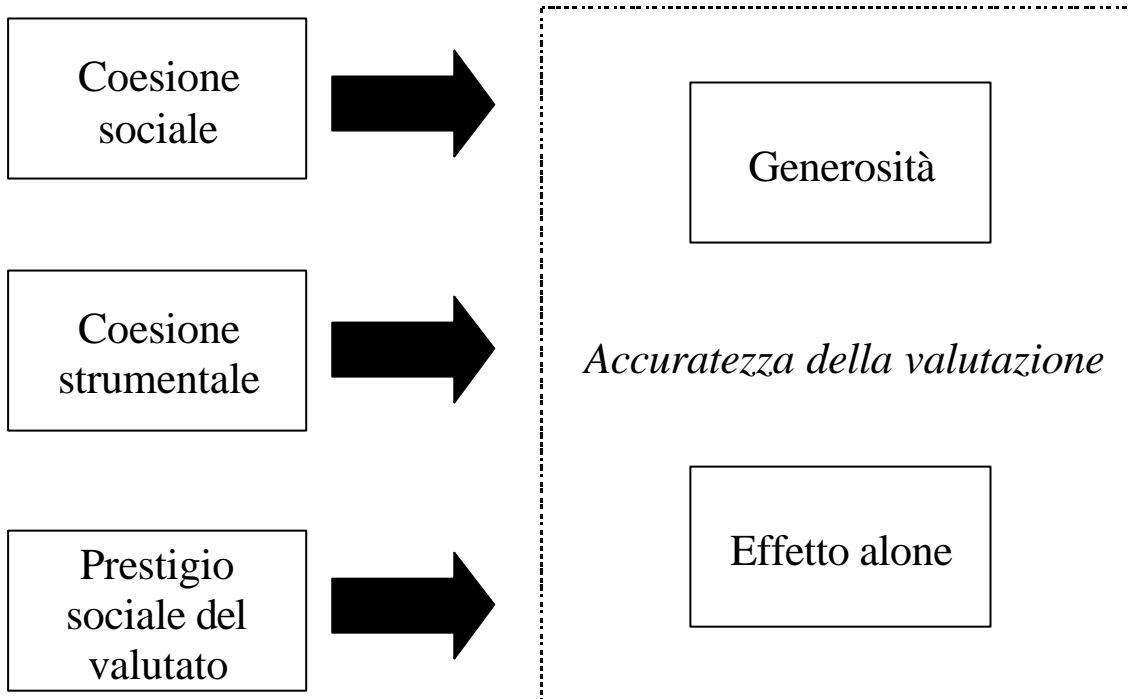 Coesione
sociale
Generosità
Coesione
strumentale
Accuratezza della valutazione
Prestigio
sociale del
valutato
Effetto alone